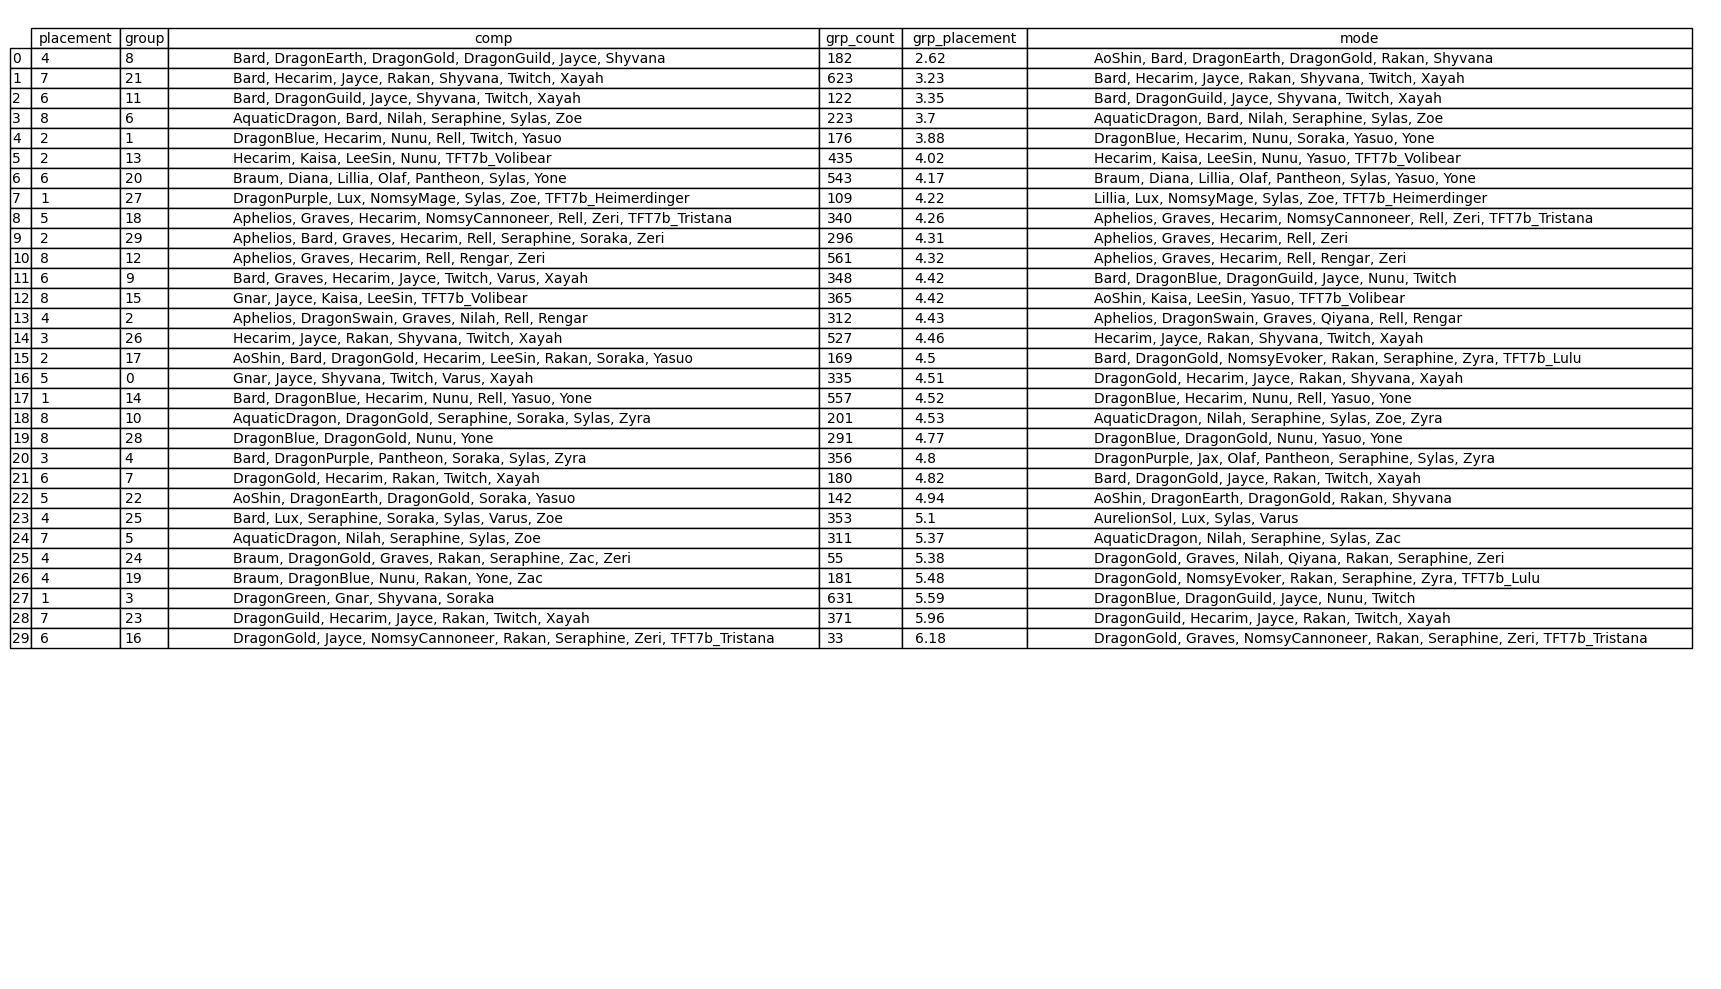 placement group comp grp_count grp_placement mode
0 4 8 Bard, DragonEarth, DragonGold, DragonGuild, Jayce, Shyvana 182 2.62 AoShin, Bard, DragonEarth, DragonGold, Rakan, Shyvana
1 7 21 Bard, Hecarim, Jayce, Rakan, Shyvana, Twitch, Xayah 623 3.23 Bard, Hecarim, Jayce, Rakan, Shyvana, Twitch, Xayah
2 6 11 Bard, DragonGuild, Jayce, Shyvana, Twitch, Xayah 122 3.35 Bard, DragonGuild, Jayce, Shyvana, Twitch, Xayah
3 8 6 AquaticDragon, Bard, Nilah, Seraphine, Sylas, Zoe 223 3.7 AquaticDragon, Bard, Nilah, Seraphine, Sylas, Zoe
4 2 1 DragonBlue, Hecarim, Nunu, Rell, Twitch, Yasuo 176 3.88 DragonBlue, Hecarim, Nunu, Soraka, Yasuo, Yone
5 2 13 Hecarim, Kaisa, LeeSin, Nunu, TFT7b_Volibear 435 4.02 Hecarim, Kaisa, LeeSin, Nunu, Yasuo, TFT7b_Volibear
6 6 20 Braum, Diana, Lillia, Olaf, Pantheon, Sylas, Yone 543 4.17 Braum, Diana, Lillia, Olaf, Pantheon, Sylas, Yasuo, Yone
7 1 27 DragonPurple, Lux, NomsyMage, Sylas, Zoe, TFT7b_Heimerdinger 109 4.22 Lillia, Lux, NomsyMage, Sylas, Zoe, TFT7b_Heimerdinger
8 5 18 Aphelios, Graves, Hecarim, NomsyCannoneer, Rell, Zeri, TFT7b_Tristana 340 4.26 Aphelios, Graves, Hecarim, NomsyCannoneer, Rell, Zeri, TFT7b_Tristana
9 2 29 Aphelios, Bard, Graves, Hecarim, Rell, Seraphine, Soraka, Zeri 296 4.31 Aphelios, Graves, Hecarim, Rell, Zeri
10 8 12 Aphelios, Graves, Hecarim, Rell, Rengar, Zeri 561 4.32 Aphelios, Graves, Hecarim, Rell, Rengar, Zeri
11 6 9 Bard, Graves, Hecarim, Jayce, Twitch, Varus, Xayah 348 4.42 Bard, DragonBlue, DragonGuild, Jayce, Nunu, Twitch
12 8 15 Gnar, Jayce, Kaisa, LeeSin, TFT7b_Volibear 365 4.42 AoShin, Kaisa, LeeSin, Yasuo, TFT7b_Volibear
13 4 2 Aphelios, DragonSwain, Graves, Nilah, Rell, Rengar 312 4.43 Aphelios, DragonSwain, Graves, Qiyana, Rell, Rengar
14 3 26 Hecarim, Jayce, Rakan, Shyvana, Twitch, Xayah 527 4.46 Hecarim, Jayce, Rakan, Shyvana, Twitch, Xayah
15 2 17 AoShin, Bard, DragonGold, Hecarim, LeeSin, Rakan, Soraka, Yasuo 169 4.5 Bard, DragonGold, NomsyEvoker, Rakan, Seraphine, Zyra, TFT7b_Lulu
16 5 0 Gnar, Jayce, Shyvana, Twitch, Varus, Xayah 335 4.51 DragonGold, Hecarim, Jayce, Rakan, Shyvana, Xayah
17 1 14 Bard, DragonBlue, Hecarim, Nunu, Rell, Yasuo, Yone 557 4.52 DragonBlue, Hecarim, Nunu, Rell, Yasuo, Yone
18 8 10 AquaticDragon, DragonGold, Seraphine, Soraka, Sylas, Zyra 201 4.53 AquaticDragon, Nilah, Seraphine, Sylas, Zoe, Zyra
19 8 28 DragonBlue, DragonGold, Nunu, Yone 291 4.77 DragonBlue, DragonGold, Nunu, Yasuo, Yone
20 3 4 Bard, DragonPurple, Pantheon, Soraka, Sylas, Zyra 356 4.8 DragonPurple, Jax, Olaf, Pantheon, Seraphine, Sylas, Zyra
21 6 7 DragonGold, Hecarim, Rakan, Twitch, Xayah 180 4.82 Bard, DragonGold, Jayce, Rakan, Twitch, Xayah
22 5 22 AoShin, DragonEarth, DragonGold, Soraka, Yasuo 142 4.94 AoShin, DragonEarth, DragonGold, Rakan, Shyvana
23 4 25 Bard, Lux, Seraphine, Soraka, Sylas, Varus, Zoe 353 5.1 AurelionSol, Lux, Sylas, Varus
24 7 5 AquaticDragon, Nilah, Seraphine, Sylas, Zoe 311 5.37 AquaticDragon, Nilah, Seraphine, Sylas, Zac
25 4 24 Braum, DragonGold, Graves, Rakan, Seraphine, Zac, Zeri 55 5.38 DragonGold, Graves, Nilah, Qiyana, Rakan, Seraphine, Zeri
26 4 19 Braum, DragonBlue, Nunu, Rakan, Yone, Zac 181 5.48 DragonGold, NomsyEvoker, Rakan, Seraphine, Zyra, TFT7b_Lulu
27 1 3 DragonGreen, Gnar, Shyvana, Soraka 631 5.59 DragonBlue, DragonGuild, Jayce, Nunu, Twitch
28 7 23 DragonGuild, Hecarim, Jayce, Rakan, Twitch, Xayah 371 5.96 DragonGuild, Hecarim, Jayce, Rakan, Twitch, Xayah
29 6 16 DragonGold, Jayce, NomsyCannoneer, Rakan, Seraphine, Zeri, TFT7b_Tristana 33 6.18 DragonGold, Graves, NomsyCannoneer, Rakan, Seraphine, Zeri, TFT7b_Tristana